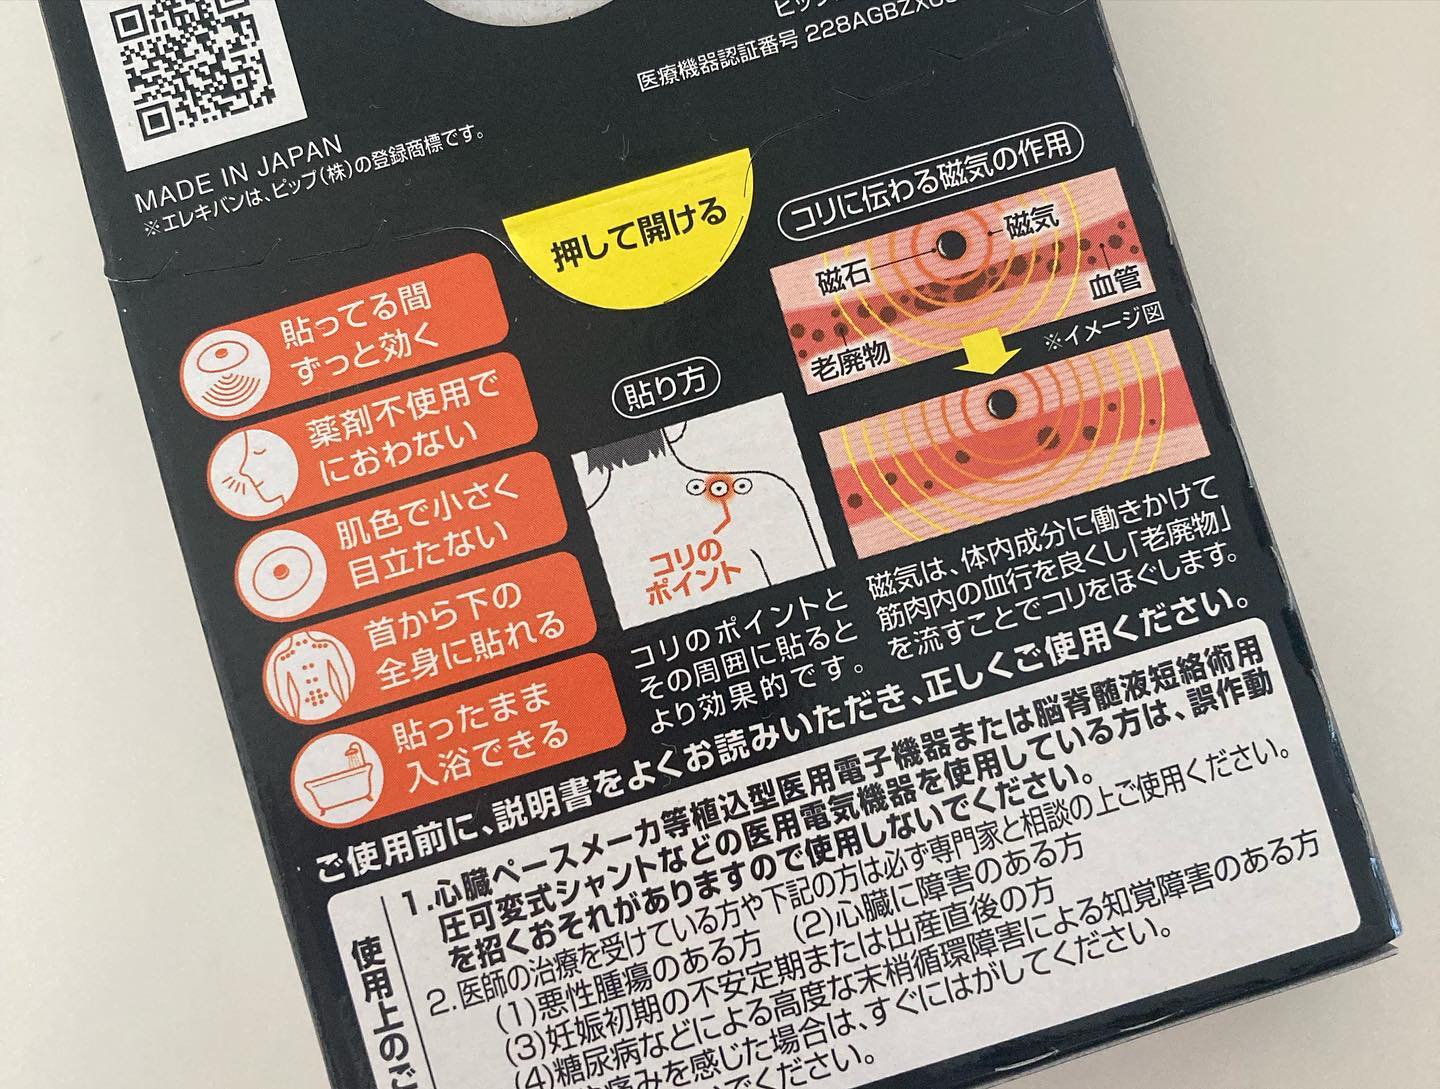 医療機器認証番号 228AGBZX
MADE IN JAPAN
※エレキバンは、ピップ(株)の登録商標です。
押して開ける
貼ってる間
ずっと効く
薬剤不使用で
におわない
肌色で小さく
目立たない
首から下の
全身に貼れる
貼ったまま
入浴できる
貼り方
コリの
ポイント
コリのポイントと
その周囲に貼ると
より効果的です。
コリに伝わる磁気の作用
磁気
磁石
血管
老廃物
※イメージ図
磁気は、体内成分に働きかけて
筋肉内の血行を良くし「老廃物」
を流すことでコリをほぐします。
ご使用前に、説明書をよくお読みいただき、正しくご使用ください。
使用上のご
1.心臓ペースメーカ等植込型医用電子機器または脳脊髄液短絡術用
圧可変式シャントなどの医用電気機器を使用している方は、誤作動
を招くおそれがありますので使用しないでください。
2.医師の治療を受けている方や下記の方は必ず専門家と相談の上ご使用ください。
(1)悪性腫瘍のある方 (2)心臓に障害のある方
(3)妊娠初期の不安定期または出産直後の方
(4)糖尿病などによる高度な末梢循環障害による知覚障害のある方
痛みを感じた場合は、すぐにはがしてください。
でください。